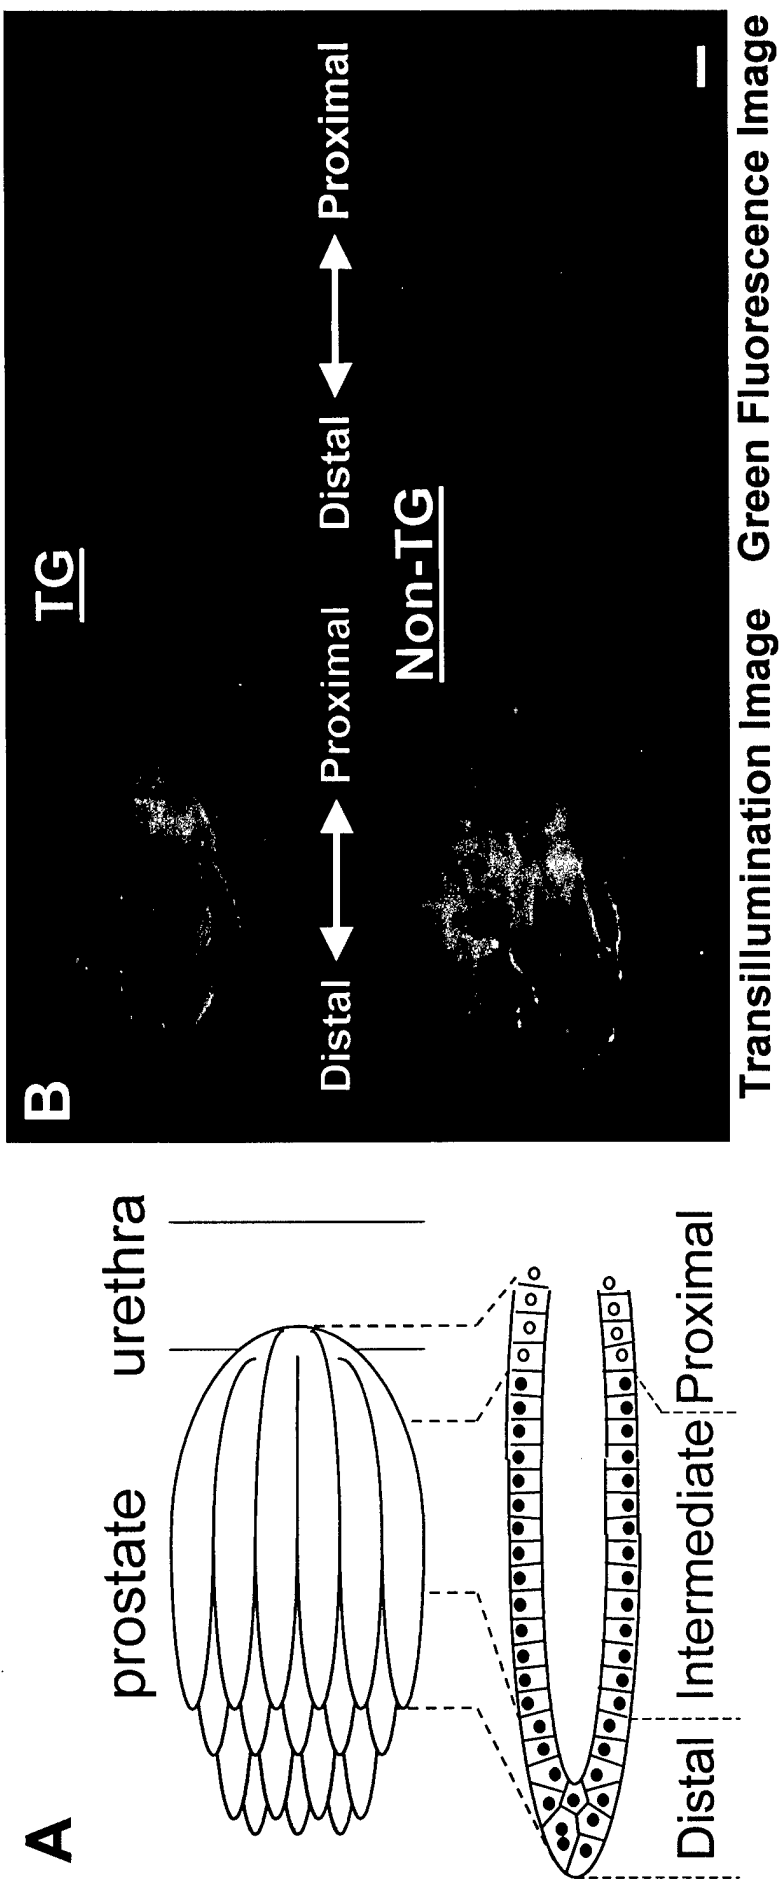 A
prostate
urethra
Distal
Intermediate
Proximal
B
TG
Distal
Proximal
Distal
Proximal
Non-TG
Transillumination Image
Green Fluorescence Image